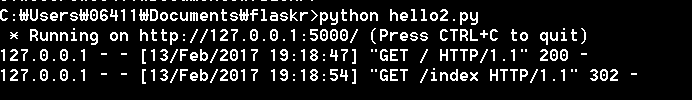 C:₩Users₩06411₩Documents₩flaskr>python hello2.py
* Running on http://127.0.0.1:5000/ (Press CTRL+C to quit)
127.0.0.1 - - [13/Feb/2017 19:18:47] "GET / HTTP/1.1" 200 -
127.0.0.1 - - [13/Feb/2017 19:18:54] "GET /index HTTP/1.1" 302 -